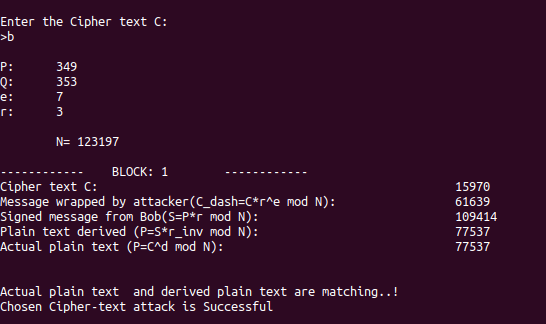 Enter the Cipher text C:
>b
P: 349
Q: 353
e: 7
r: 3
N= 123197
------------ BLOCK: 1 ------------
Cipher text C: 15970
Message wrapped by attacker(C_dash=C*r^e mod N): 61639
Signed message from Bob(S=P*r mod N): 109414
Plain text derived (P=S*r_inv mod N): 77537
Actual plain text (P=C^d mod N): 77537
Actual plain text  and derived plain text are matching..!
Chosen Cipher-text attack is Successful